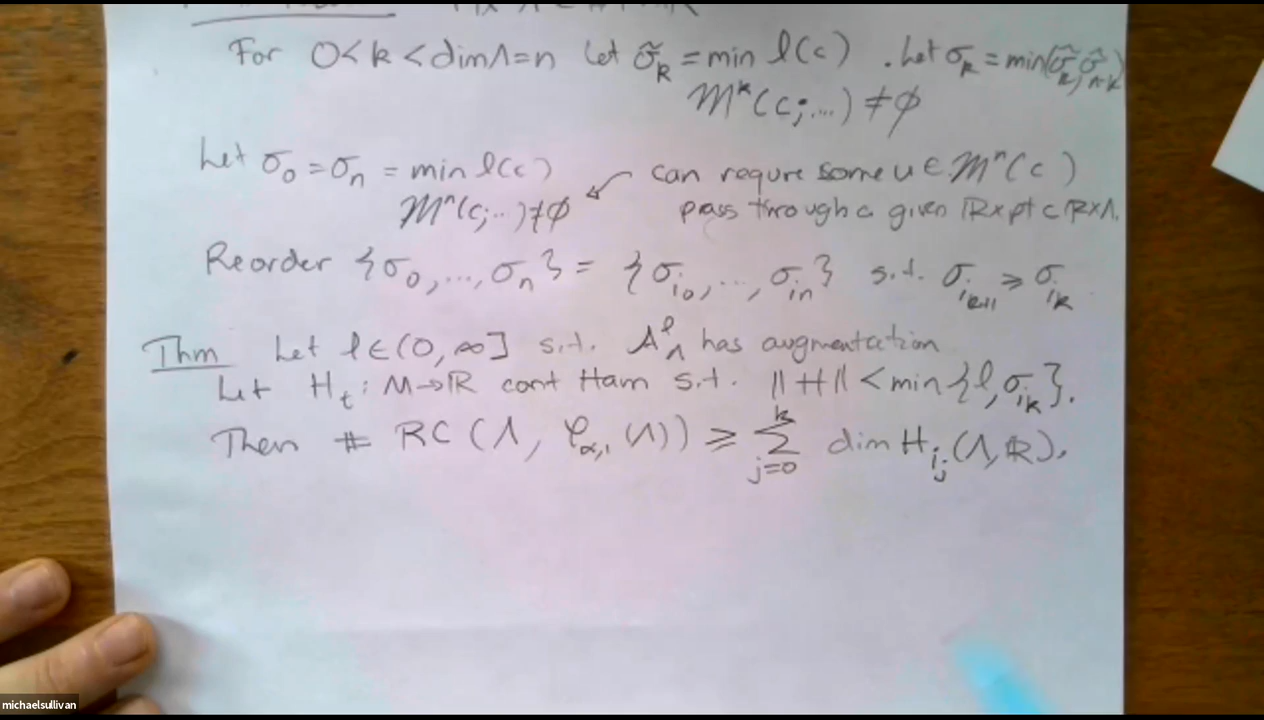 For 0<k<dimΛ=n let σ̃_k = min l(c) . Let σ_k = min(σ̃_k, σ̃_{n-k})
M^k(c;...) ≠ ∅
Let σ_0 = σ_n = min l(c) ← can requre some u ∈ M^n(c)
M^n(c;...) ≠ ∅ pass through a given ℝ×pt ⊂ ℝ×Λ.
Reorder {σ_0,...,σ_n} = {σ_{i_0},...,σ_{i_n}} s.t. σ_{i_{k+1}} ≥ σ_{i_k}
Thm Let l∈(0,∞] s.t. A^l_Λ has augmentation
Let H_t : M→ℝ cont Ham s.t. ||H|| < min{l,σ_{i_k}}.
Then # RC(Λ, φ_{α,1}(Λ)) ≥ Σ_{j=0}^{k} dim H_{i_j}(Λ,ℝ).
michaelsullivan